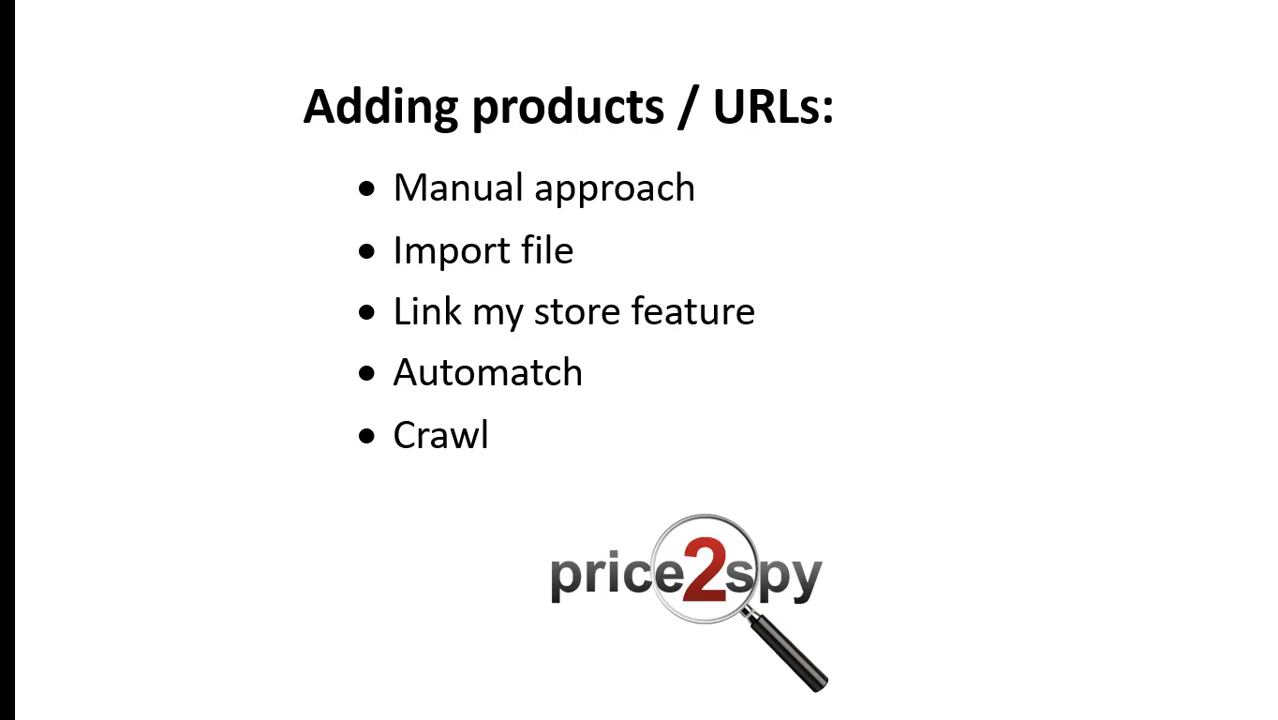 Adding products / URLs:
• Manual approach
• Import file
• Link my store feature
• Automatch
• Crawl
price2spy